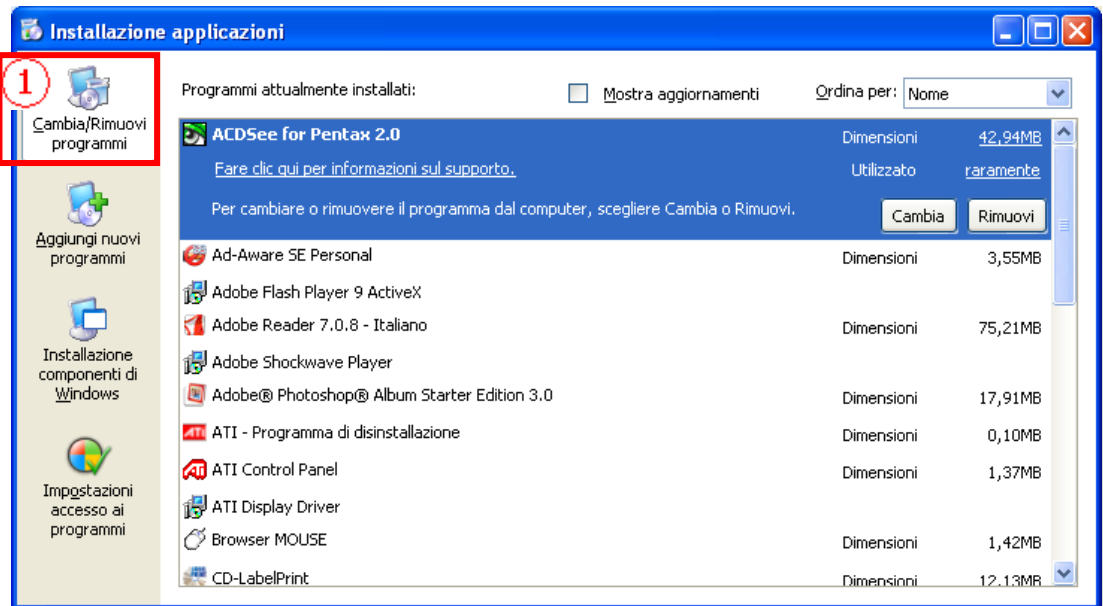 Installazione applicazioni
1
Cambia/Rimuovi
programmi
Aggiungi nuovi
programmi
Installazione
componenti di
Windows
Impostazioni
accesso ai
programmi
Programmi attualmente installati:
Mostra aggiornamenti
Ordina per: Nome
ACDSee for Pentax 2.0 Dimensioni 42,94MB
Fare clic qui per informazioni sul supporto. Utilizzato raramente
Per cambiare o rimuovere il programma dal computer, scegliere Cambia o Rimuovi. Cambia Rimuovi
Ad-Aware SE Personal Dimensioni 3,55MB
Adobe Flash Player 9 ActiveX
Adobe Reader 7.0.8 - Italiano Dimensioni 75,21MB
Adobe Shockwave Player
Adobe® Photoshop® Album Starter Edition 3.0 Dimensioni 17,91MB
ATI - Programma di disinstallazione Dimensioni 0,10MB
ATI Control Panel Dimensioni 1,37MB
ATI Display Driver
Browser MOUSE Dimensioni 1,42MB
CD-LabelPrint Dimensioni 12,13MB